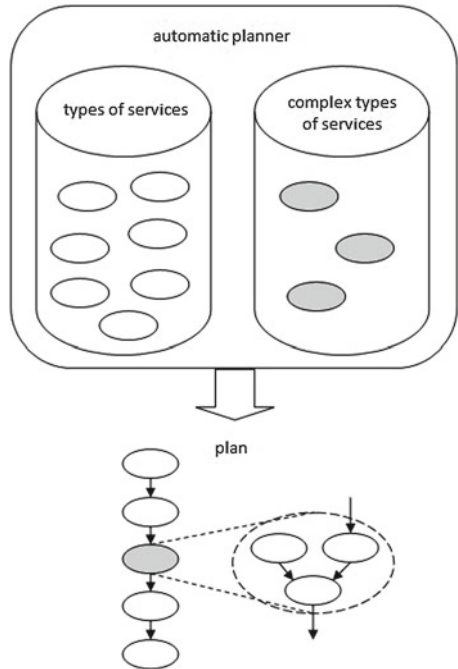 automatic planner
types of services
complex types
of services
plan